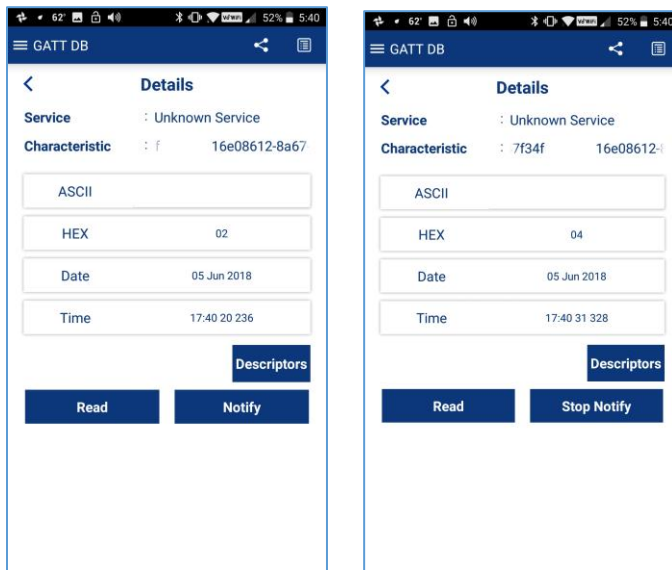 62° 52% 5:40
GATT DB
Details
Service : Unknown Service
Characteristic : f 16e08612-8a67
ASCII
HEX 02
Date 05 Jun 2018
Time 17:40 20 236
Descriptors
Read Notify
62° 52% 5:40
GATT DB
Details
Service : Unknown Service
Characteristic : 7f34f 16e08612-
ASCII
HEX 04
Date 05 Jun 2018
Time 17:40 31 328
Descriptors
Read Stop Notify